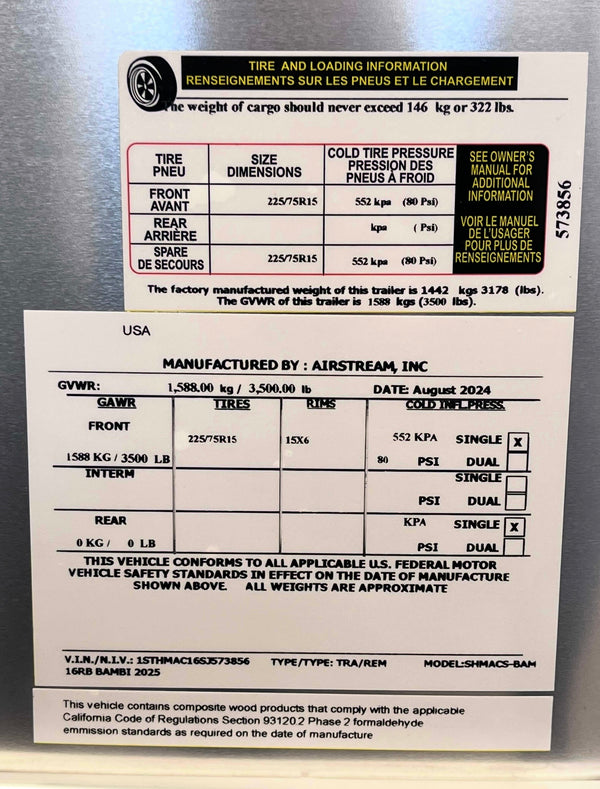 TIRE AND LOADING INFORMATION
RENSEIGNEMENTS SUR LES PNEUS ET LE CHARGEMENT
The weight of cargo should never exceed 146 kg or 322 lbs.
TIRE PNEU
SIZE DIMENSIONS
COLD TIRE PRESSURE PRESSION DES PNEUS À FROID
FRONT AVANT 225/75R15 552 kpa (80 Psi)
REAR ARRIÈRE kpa ( Psi)
SPARE DE SECOURS 225/75R15 552 kpa (80 Psi)
SEE OWNER'S
MANUAL FOR
ADDITIONAL
INFORMATION
VOIR LE MANUEL
DE L'USAGER
POUR PLUS DE
RENSEIGNEMENTS
573856
The factory manufactured weight of this trailer is 1442 kgs 3178 (lbs).
The GVWR of this trailer is 1588 kgs (3500 lbs).
USA
MANUFACTURED BY : AIRSTREAM, INC
GVWR: 1,588.00 kg / 3,500.00 lb DATE: August 2024
GAWR TIRES RIMS COLD INFL.PRESS.
FRONT
225/75R15 15X6 552 KPA SINGLE X
1588 KG / 3500 LB 80 PSI DUAL
INTERM SINGLE
PSI DUAL
REAR KPA SINGLE X
0 KG / 0 LB PSI DUAL
THIS VEHICLE CONFORMS TO ALL APPLICABLE U.S. FEDERAL MOTOR
VEHICLE SAFETY STANDARDS IN EFFECT ON THE DATE OF MANUFACTURE
SHOWN ABOVE. ALL WEIGHTS ARE APPROXIMATE
V.I.N./N.I.V.: 1STHMAC16SJ573856 TYPE/TYPE: TRA/REM MODEL:SHMACS-BAM
16RB BAMBI 2025
This vehicle contains composite wood products that comply with the applicable
California Code of Regulations Section 93120.2 Phase 2 formaldehyde
emmission standards as required on the date of manufacture